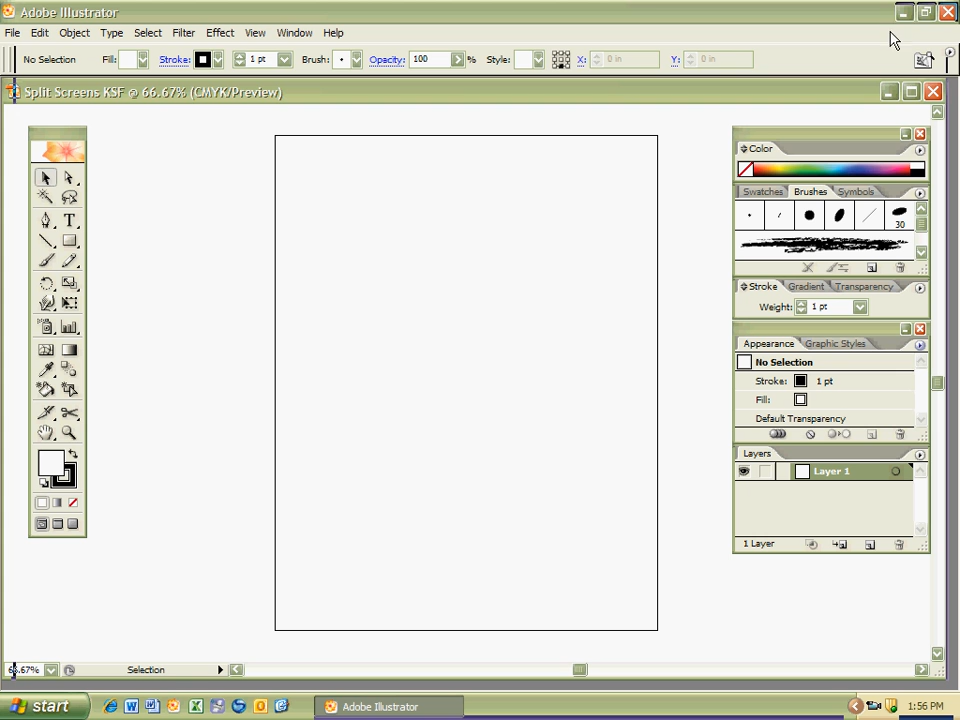 Adobe Illustrator
File Edit Object Type Select Filter Effect View Window Help
No Selection Fill: Stroke: 1 pt Brush: Opacity: 100 % Style: X: 0 in Y: 0 in
Split Screens KSF @ 66.67% (CMYK/Preview)
Color
Swatches Brushes Symbols
30
Stroke Gradient Transparency
Weight: 1 pt
Appearance Graphic Styles
No Selection
Stroke: 1 pt
Fill:
Default Transparency
Layers
Layer 1
1 Layer
66.67% Selection
start Adobe Illustrator 1:56 PM